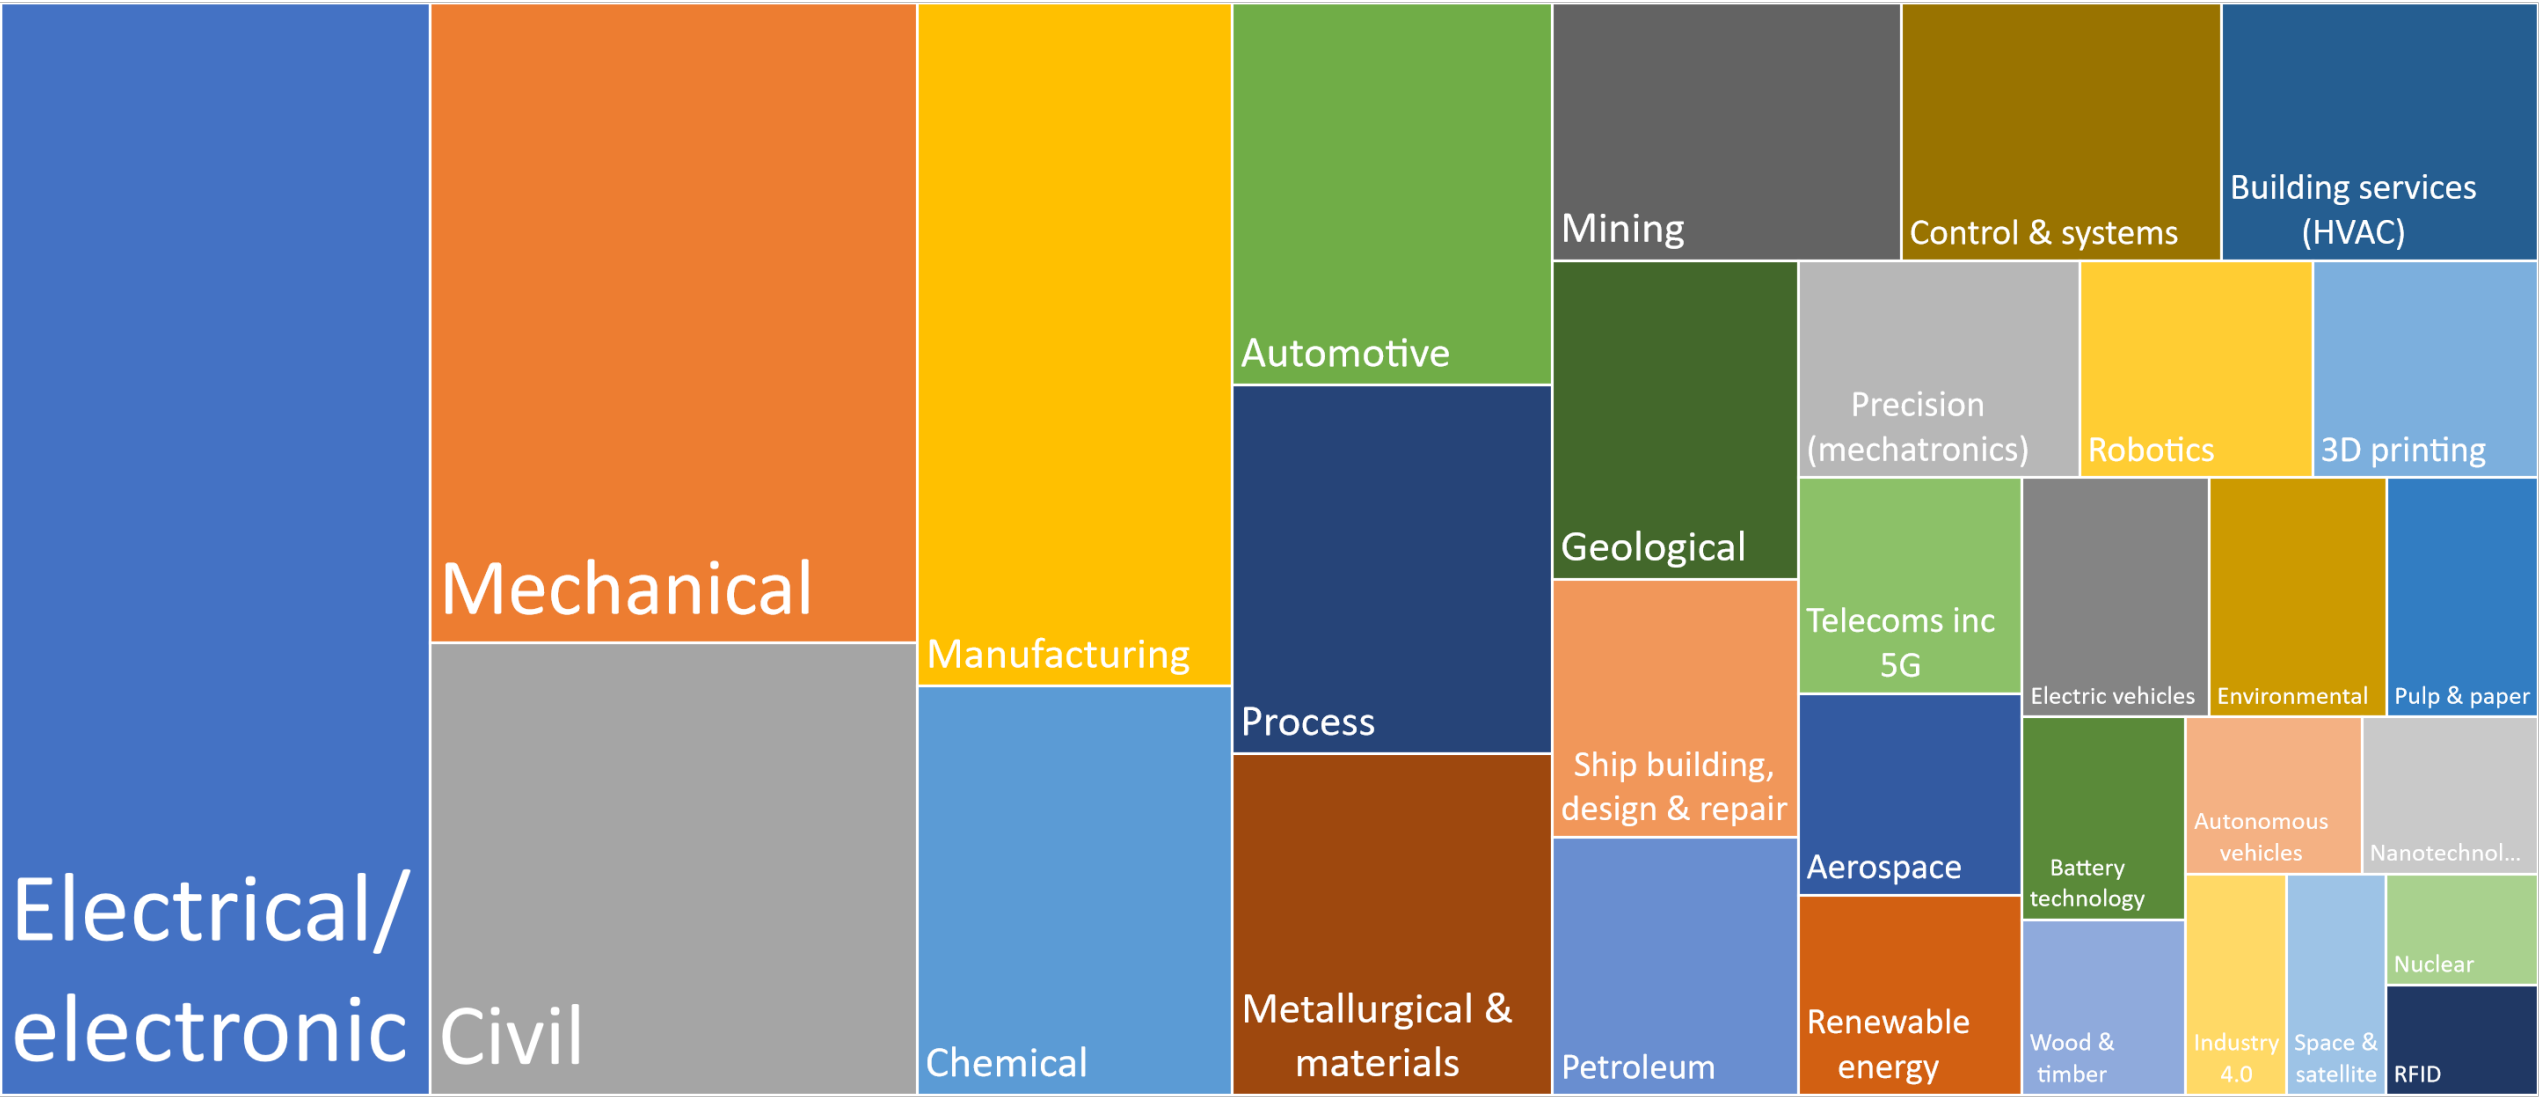 Electrical/
electronic
Mechanical
Civil
Manufacturing
Chemical
Automotive
Process
Metallurgical &
materials
Mining
Control & systems
Building services
(HVAC)
Geological
Precision
(mechatronics)
Robotics
3D printing
Ship building,
design & repair
Petroleum
Telecoms inc
5G
Aerospace
Renewable
energy
Electric vehicles
Environmental
Pulp & paper
Battery
technology
Wood &
timber
Autonomous
vehicles
Nanotechnol...
Industry
4.0
Space &
satellite
Nuclear
RFID